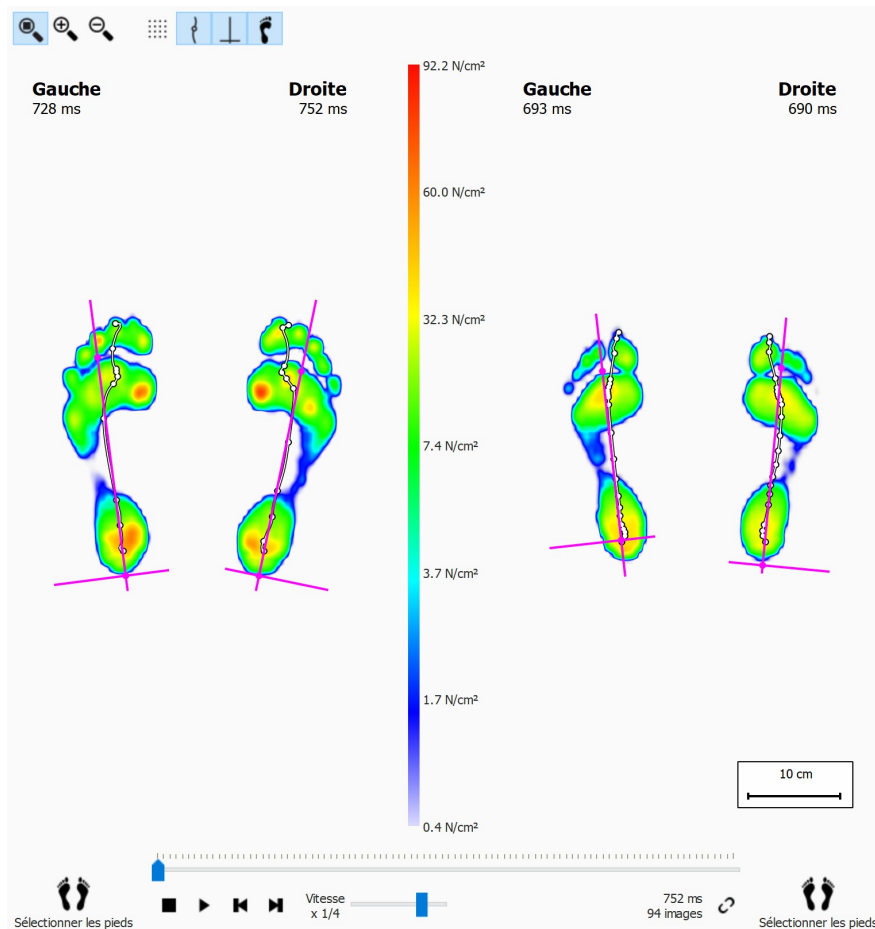 Gauche
728 ms
Droite
752 ms
92.2 N/cm²
60.0 N/cm²
32.3 N/cm²
7.4 N/cm²
3.7 N/cm²
1.7 N/cm²
0.4 N/cm²
Gauche
693 ms
Droite
690 ms
10 cm
Sélectionner les pieds
Vitesse
x 1/4
752 ms
94 images
Sélectionner les pieds